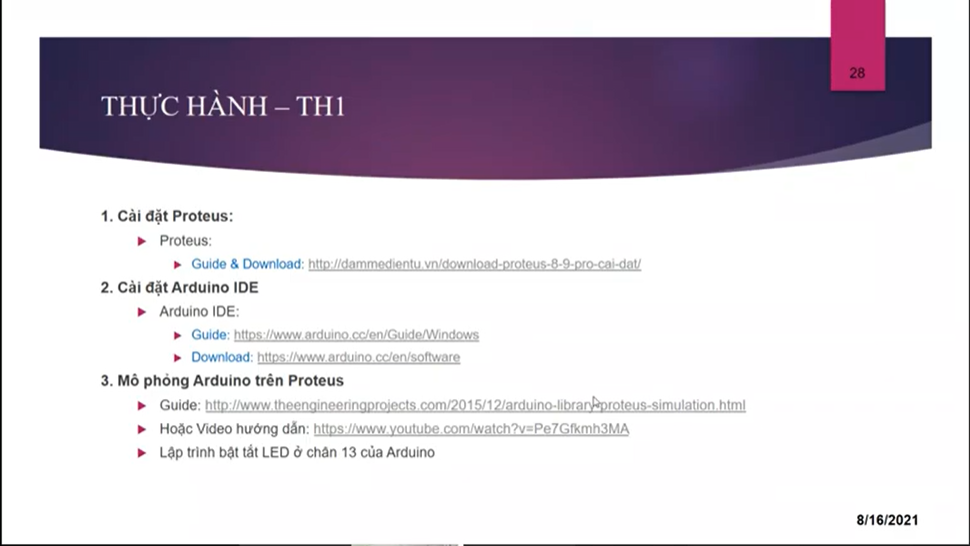 28
THỰC HÀNH – TH1
1. Cài đặt Proteus:
Proteus:
Guide & Download: http://dammedientu.vn/download-proteus-8-9-pro-cai-dat/
2. Cài đặt Arduino IDE
Arduino IDE:
Guide: https://www.arduino.cc/en/Guide/Windows
Download: https://www.arduino.cc/en/software
3. Mô phỏng Arduino trên Proteus
Guide: http://www.theengineeringprojects.com/2015/12/arduino-library-proteus-simulation.html
Hoặc Video hướng dẫn: https://www.youtube.com/watch?v=Pe7Gfkmh3MA
Lập trình bật tắt LED ở chân 13 của Arduino
8/16/2021